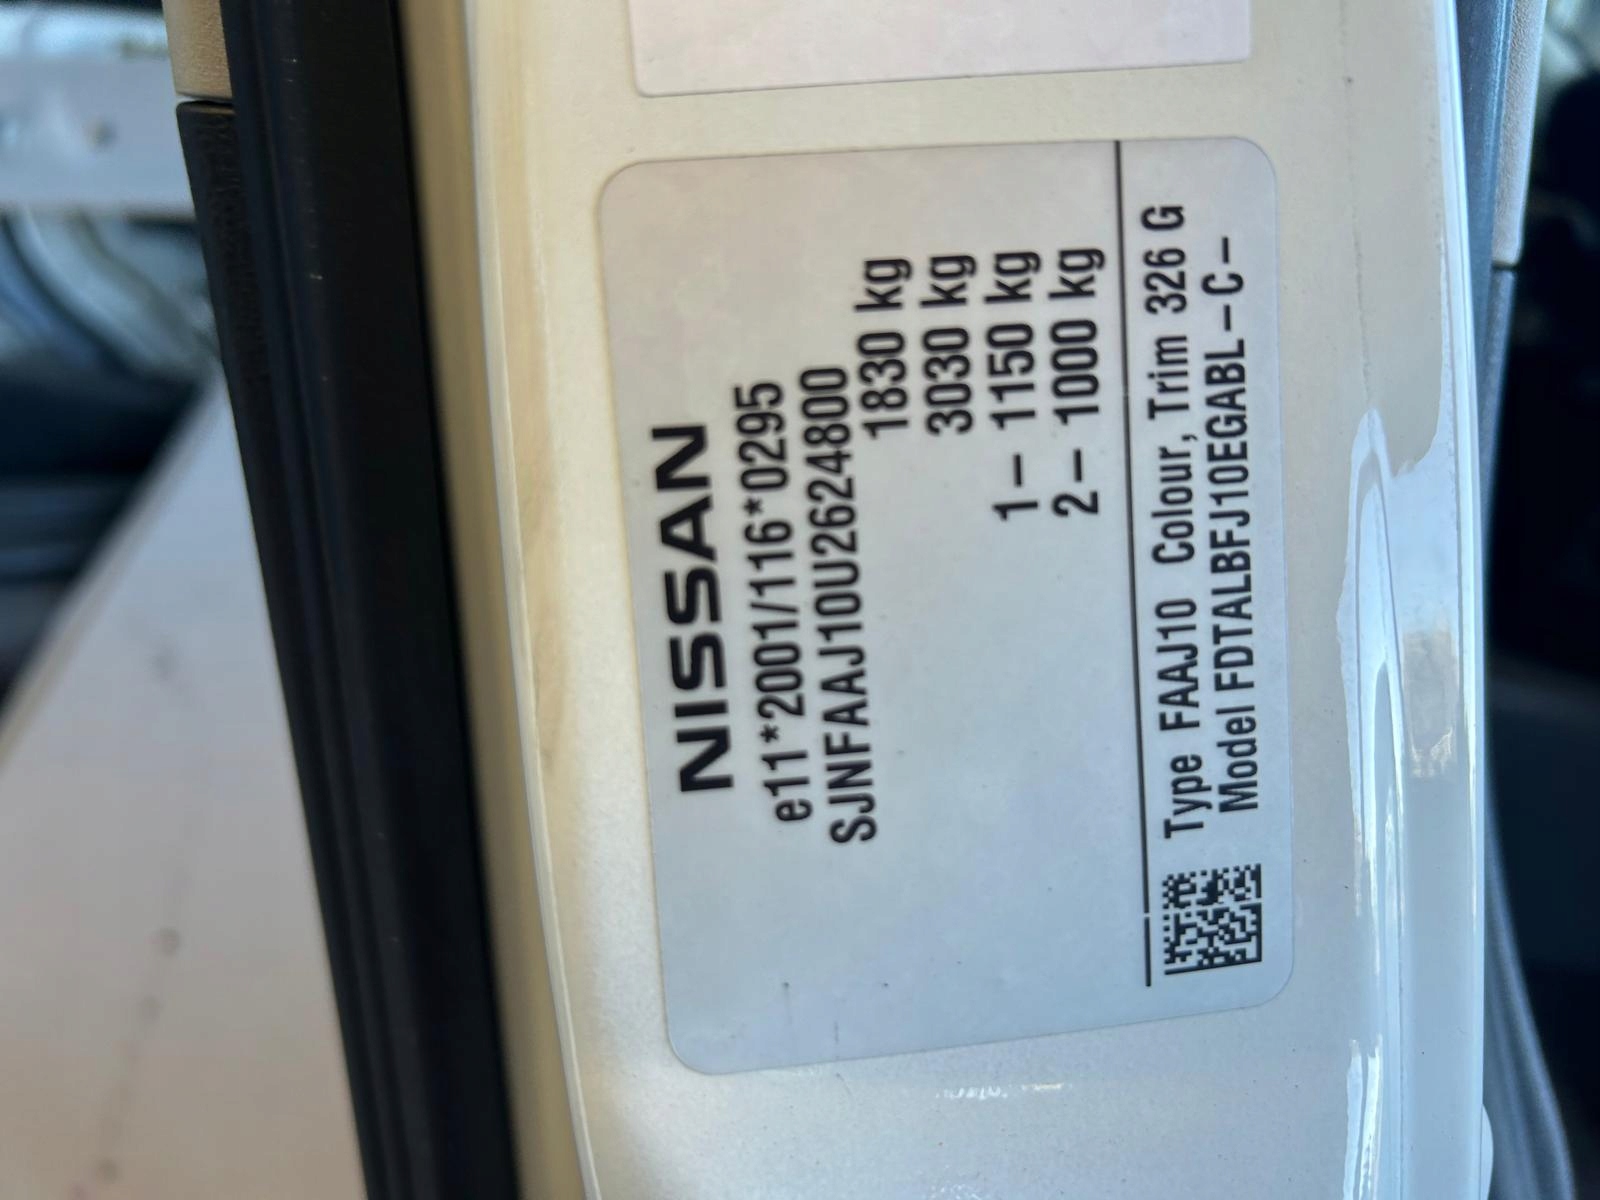 NISSAN
e11*2001/116*0295
SJNFAAJ10U2624800
1830 kg
3030 kg
1– 1150 kg
2– 1000 kg
Type FAAJ10 Colour, Trim 326 G
Model FDTALBFJ10EGABL –C–